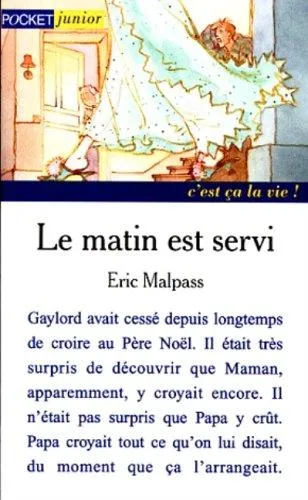 POCKET junior
c'est ça la vie !
Le matin est servi
Eric Malpass
Gaylord avait cessé depuis longtemps
de croire au Père Noël. Il était très
surpris de découvrir que Maman,
apparemment, y croyait encore. Il
n'était pas surpris que Papa y crût.
Papa croyait tout ce qu'on lui disait,
du moment que ça l'arrangeait.